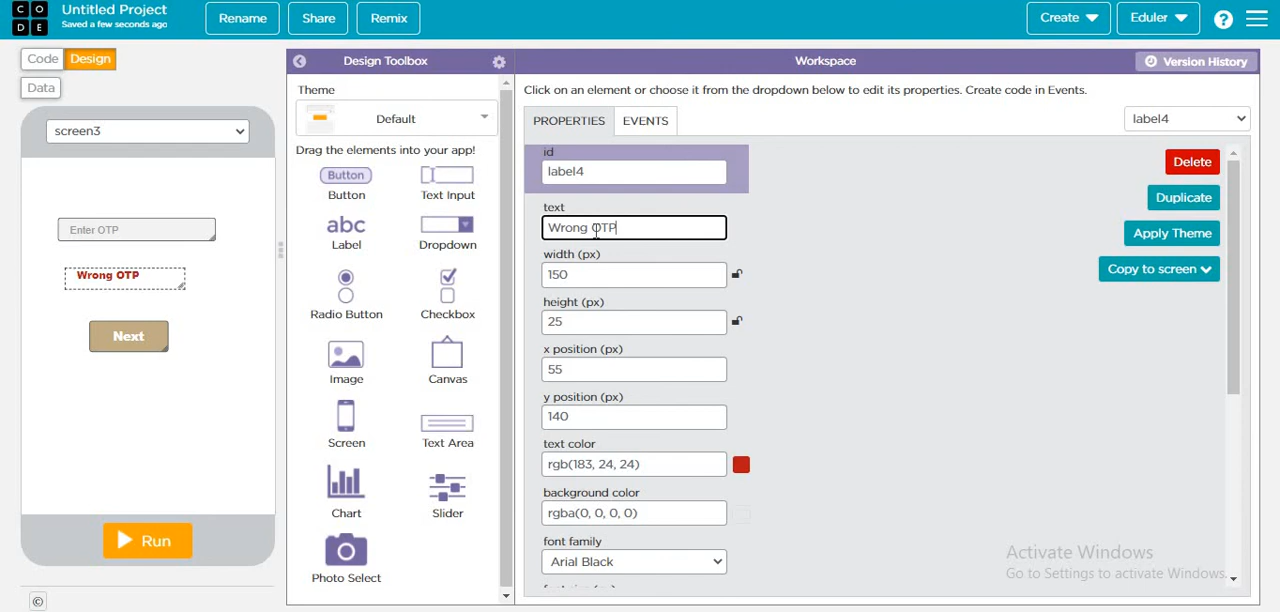 CODE
Untitled Project
Saved a few seconds ago
Rename
Share
Remix
Create
Eduler
?
Code
Design
Data
screen3
Enter OTP
Wrong OTP
Next
Run
©
Design Toolbox
Theme
Default
Drag the elements into your app!
Button
Button
Text Input
abc
Label
Dropdown
Radio Button
Checkbox
Image
Canvas
Screen
Text Area
Chart
Slider
Photo Select
Workspace
Version History
Click on an element or choose it from the dropdown below to edit its properties. Create code in Events.
PROPERTIES
EVENTS
label4
id
label4
text
Wrong OTP
width (px)
150
height (px)
25
x position (px)
55
y position (px)
140
text color
rgb(183, 24, 24)
background color
rgba(0, 0, 0, 0)
font family
Arial Black
Delete
Duplicate
Apply Theme
Copy to screen
Activate Windows
Go to Settings to activate Windows.